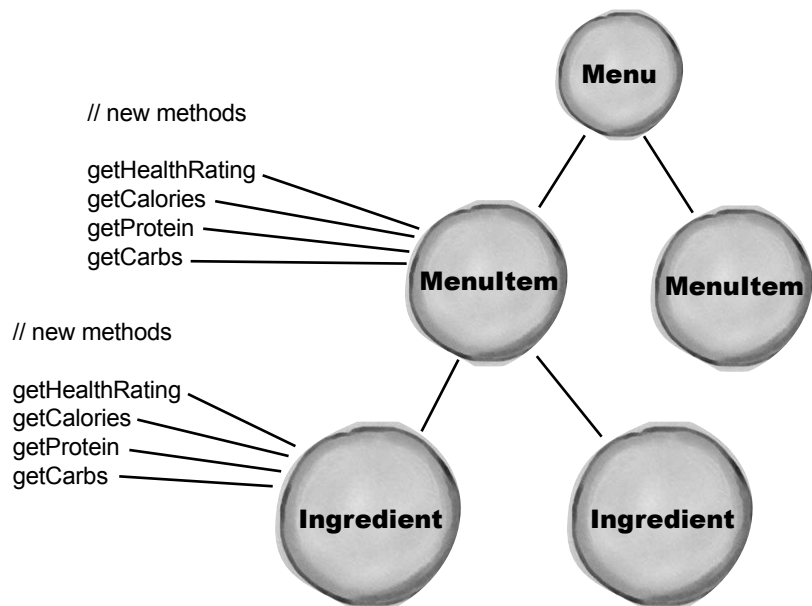 Menu
// new methods
getHealthRating
getCalories
getProtein
getCarbs
MenuItem
MenuItem
// new methods
getHealthRating
getCalories
getProtein
getCarbs
Ingredient
Ingredient